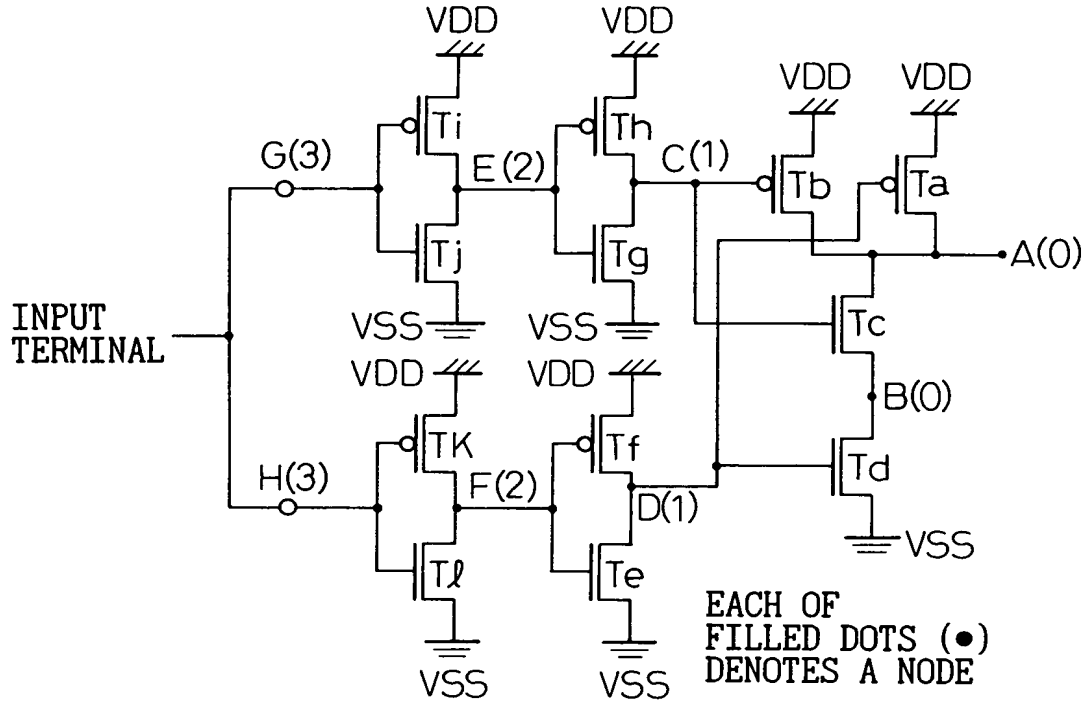 VDD
VDD
VDD
VDD
Ti
Th
G(3)
E(2)
C(1)
Tb
Ta
Tj
Tg
A(0)
INPUT
TERMINAL
VSS
VSS
Tc
VDD
VDD
B(0)
TK
Tf
H(3)
F(2)
D(1)
Td
VSS
Tℓ
Te
EACH OF
FILLED DOTS (●)
DENOTES A NODE
VSS
VSS